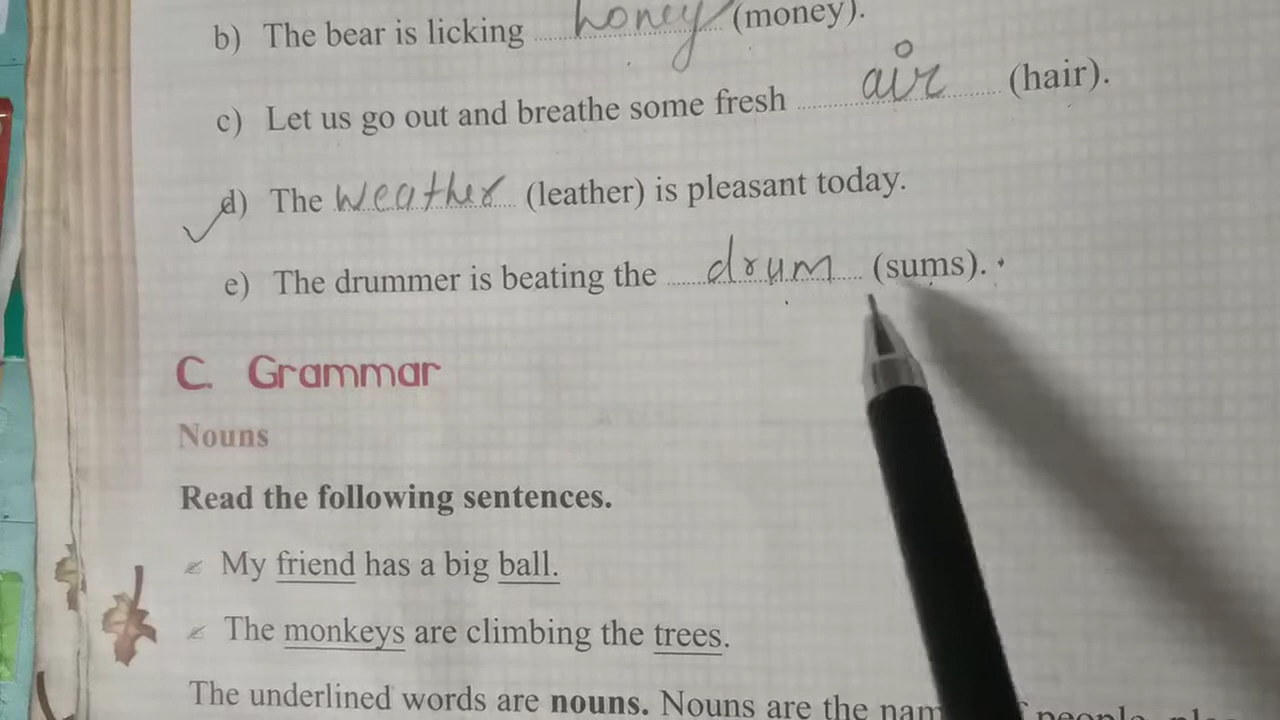 b) The bear is licking honey (money).
c) Let us go out and breathe some fresh air (hair).
d) The weather (leather) is pleasant today.
e) The drummer is beating the drum (sums).
C. Grammar
Nouns
Read the following sentences.
My friend has a big ball.
The monkeys are climbing the trees.
The underlined words are nouns. Nouns are the